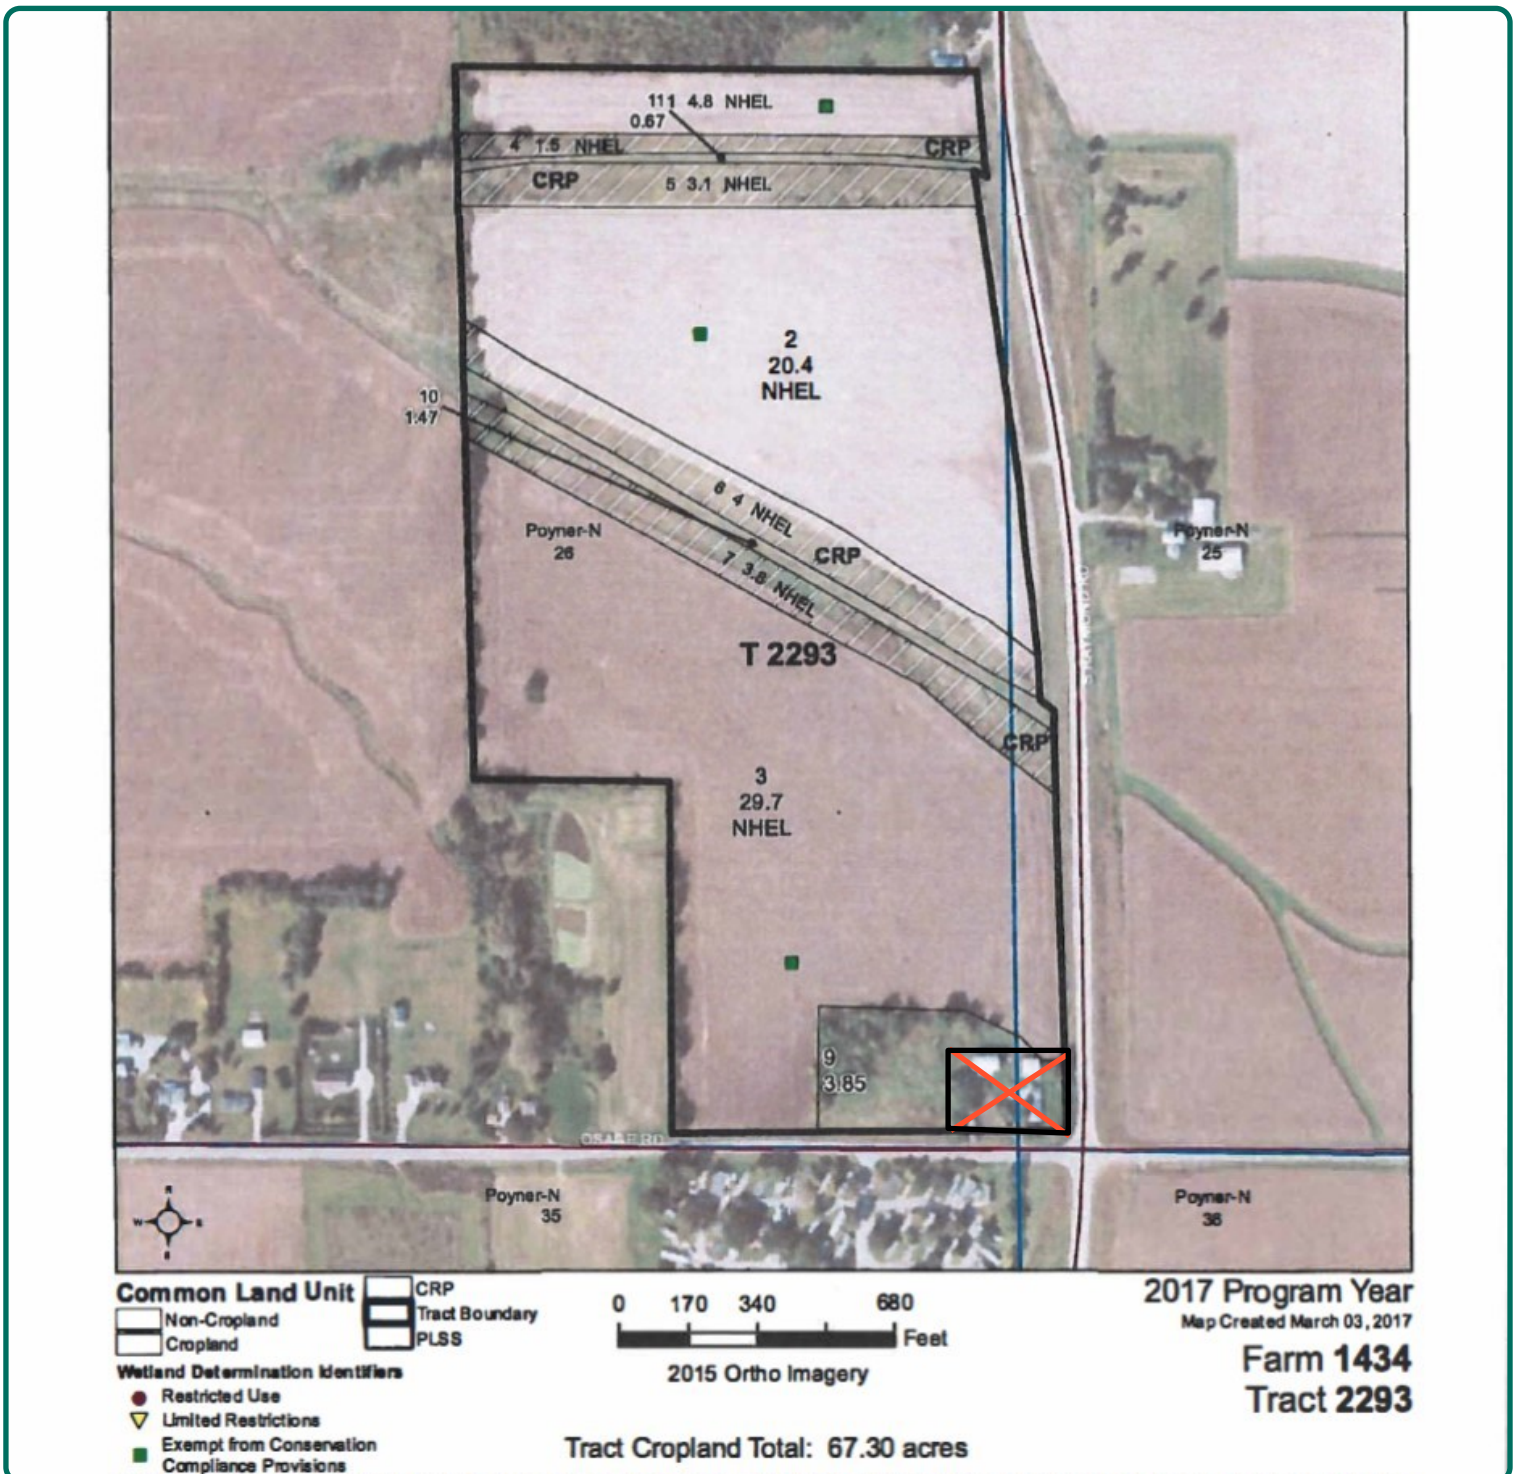 111 4.8 NHEL
0.67
4 1.5 NHEL
CRP
CRP
5 3.1 NHEL
2
20.4
NHEL
10
1.47
6 4 NHEL
Poyner-N
26
Poyner-N
25
CRP
7 3.8 NHEL
S RAYMOND RD
T 2293
CRP
3
29.7
NHEL
9
3.85
OSAGE RD
Poyner-N
35
Poyner-N
36
N
W E
S
Common Land Unit
Non-Cropland
Cropland
CRP
Tract Boundary
PLSS
Wetland Determination Identifiers
Restricted Use
Limited Restrictions
Exempt from Conservation
Compliance Provisions
0 170 340 680
Feet
2015 Ortho Imagery
Tract Cropland Total: 67.30 acres
2017 Program Year
Map Created March 03, 2017
Farm 1434
Tract 2293